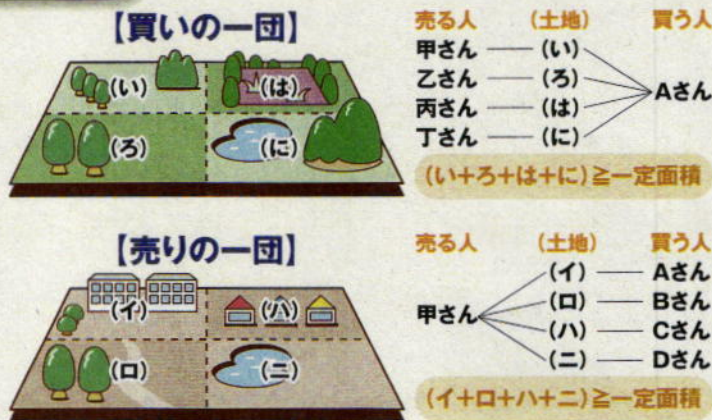 【買いの一団】
(い)
(は)
(ろ)
(に)
売る人 (土地) 買う人
甲さん (い)
乙さん (ろ)
丙さん (は)
丁さん (に)
Aさん
(い+ろ+は+に)≧一定面積
【売りの一団】
(イ)
(ハ)
(ロ)
(ニ)
売る人 (土地) 買う人
甲さん
(イ) Aさん
(ロ) Bさん
(ハ) Cさん
(ニ) Dさん
(イ+ロ+ハ+ニ)≧一定面積